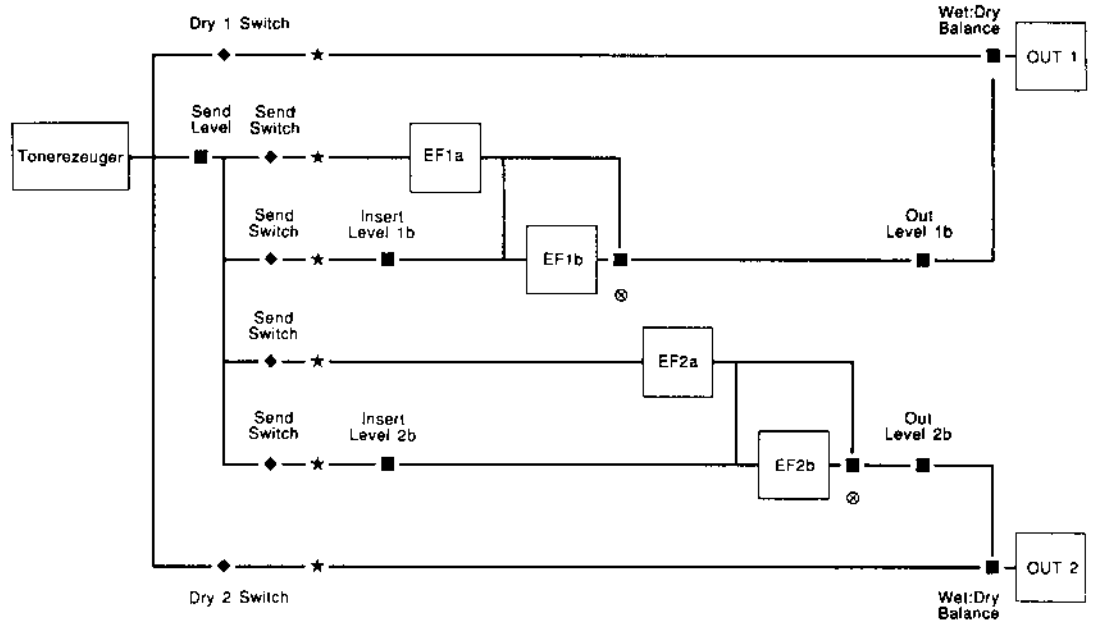 Dry 1 Switch
Wet:Dry
Balance
OUT 1
Send
Level
Send
Switch
Tonerezeuger
EF1a
Send
Switch
Insert
Level 1b
EF1b
Out
Level 1b
Send
Switch
EF2a
Send
Switch
Insert
Level 2b
EF2b
Out
Level 2b
OUT 2
Dry 2 Switch
Wet:Dry
Balance